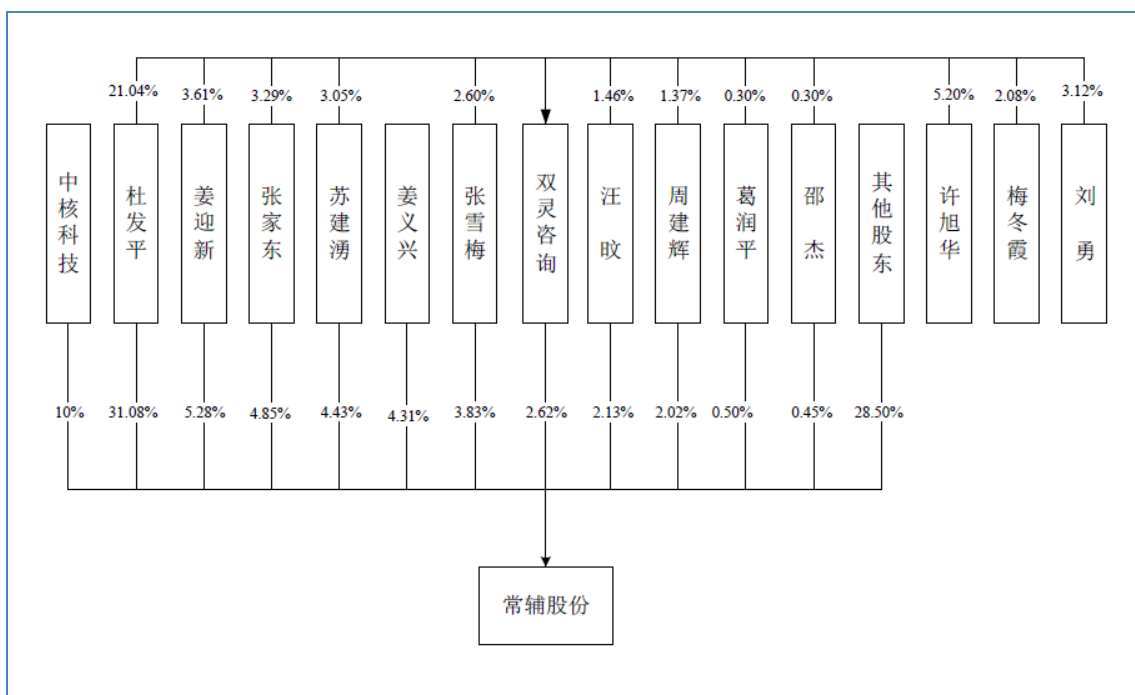 21.04%
3.61%
3.29%
3.05%
2.60%
1.46%
1.37%
0.30%
0.30%
5.20%
2.08%
3.12%
中核科技
杜发平
姜迎新
张家东
苏建湧
姜义兴
张雪梅
双灵咨询
汪旼
周建辉
葛润平
邵杰
其他股东
许旭华
梅冬霞
刘勇
10%
31.08%
5.28%
4.85%
4.43%
4.31%
3.83%
2.62%
2.13%
2.02%
0.50%
0.45%
28.50%
常辅股份